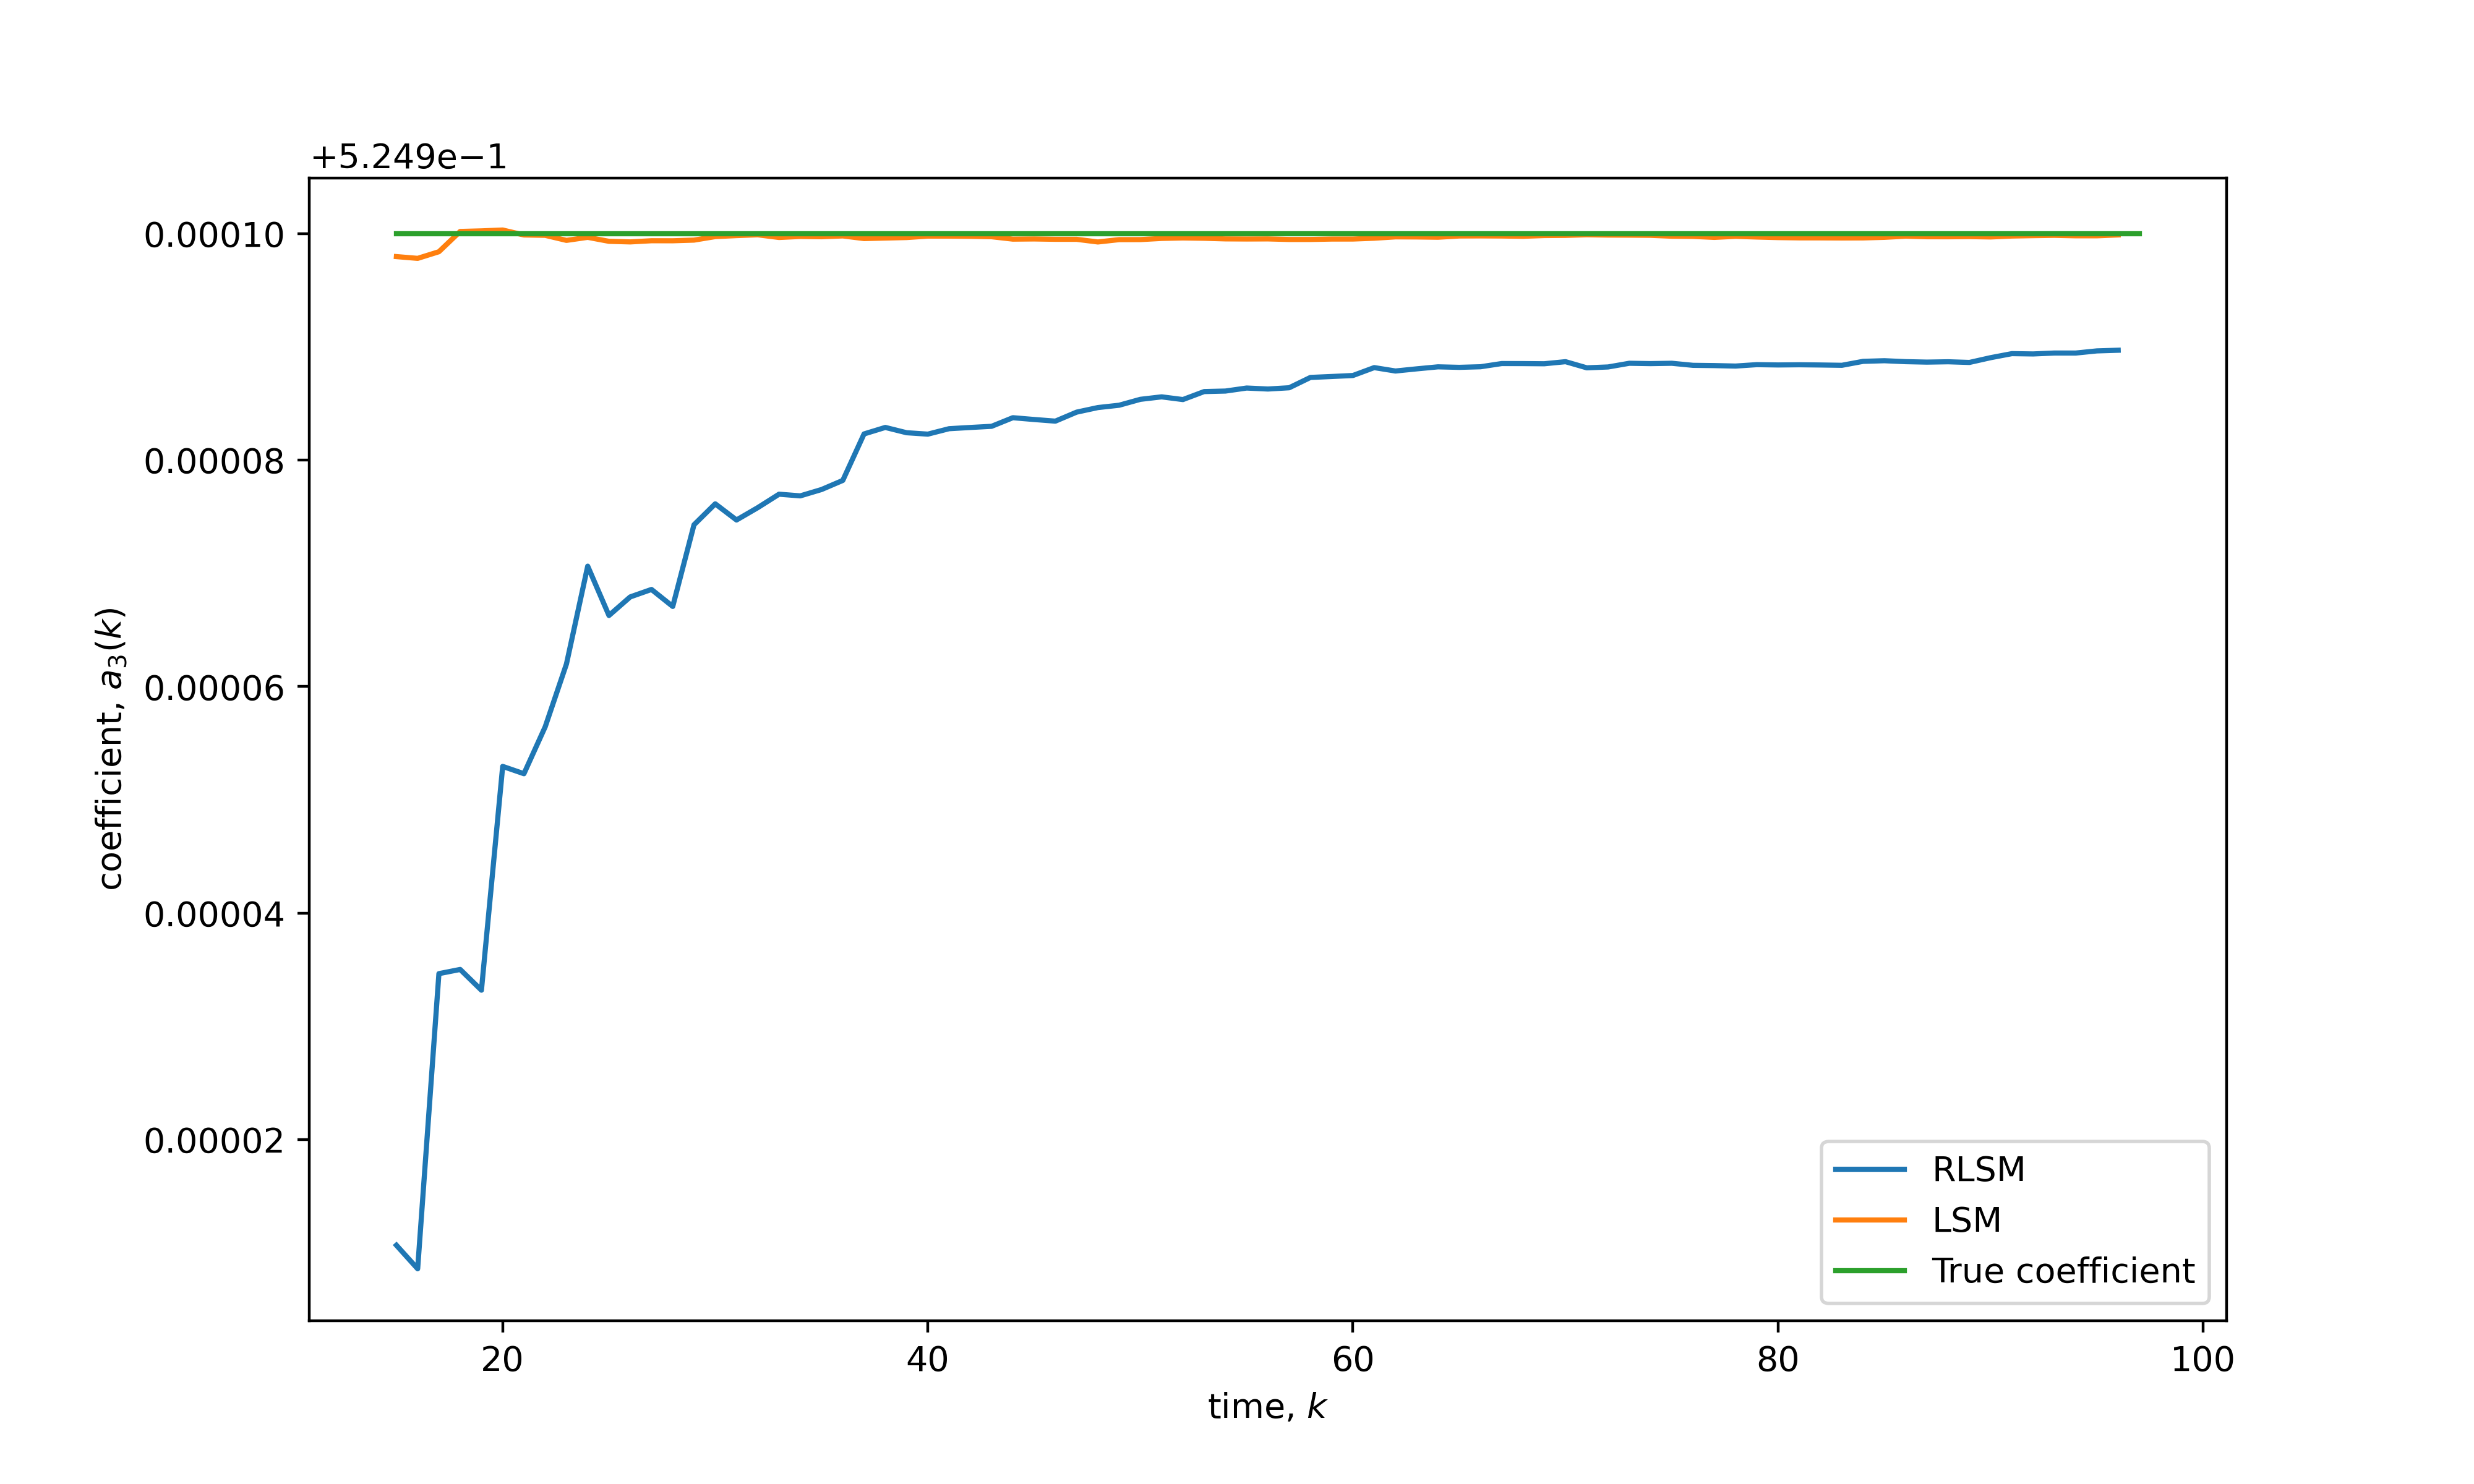 +5.249e−1
0.00010
0.00008
0.00006
0.00004
0.00002
coefficient, a₃(k)
20 40 60 80 100
time, k
RLSM
LSM
True coefficient